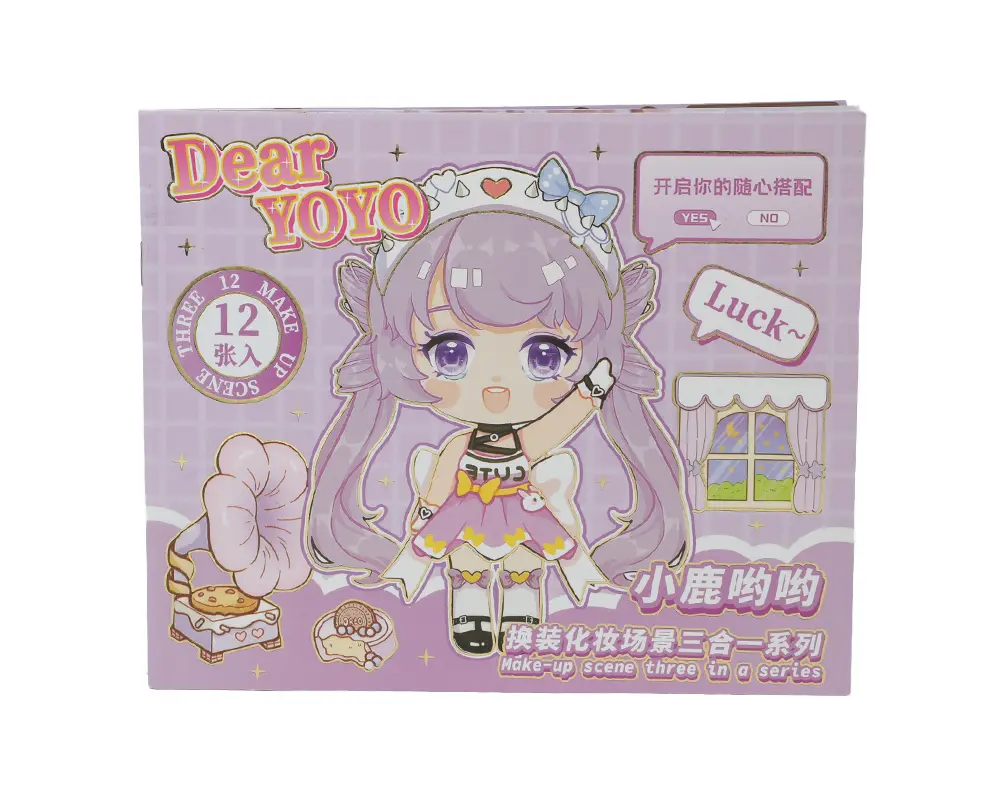 Dear
YOYO
开启你的随心搭配
YES
NO
Luck~
THREE 12 MAKE UP SCENE
12
张入
CUTE
小鹿哟哟
换装化妆场景三合一系列
Make-up scene three in a series